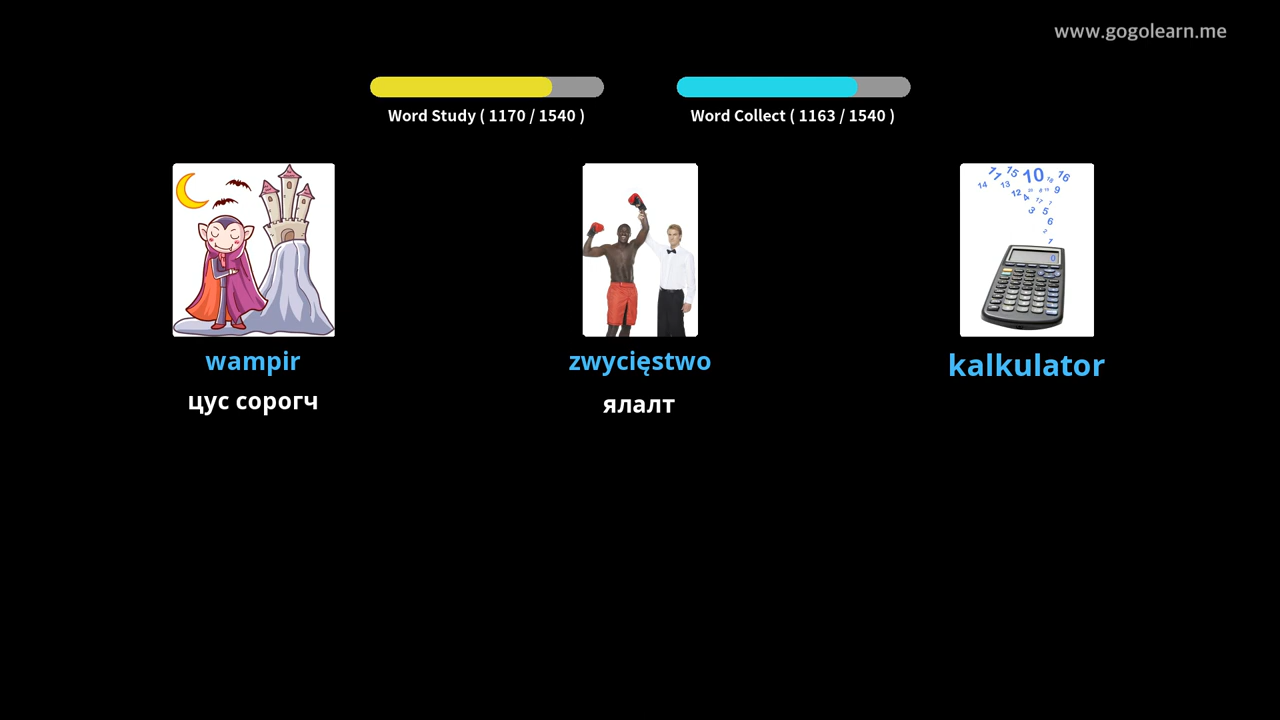 www.gogolearn.me
Word Study ( 1170 / 1540 )
Word Collect ( 1163 / 1540 )
wampir
zwycięstwo
kalkulator
цус сорогч
ялалт